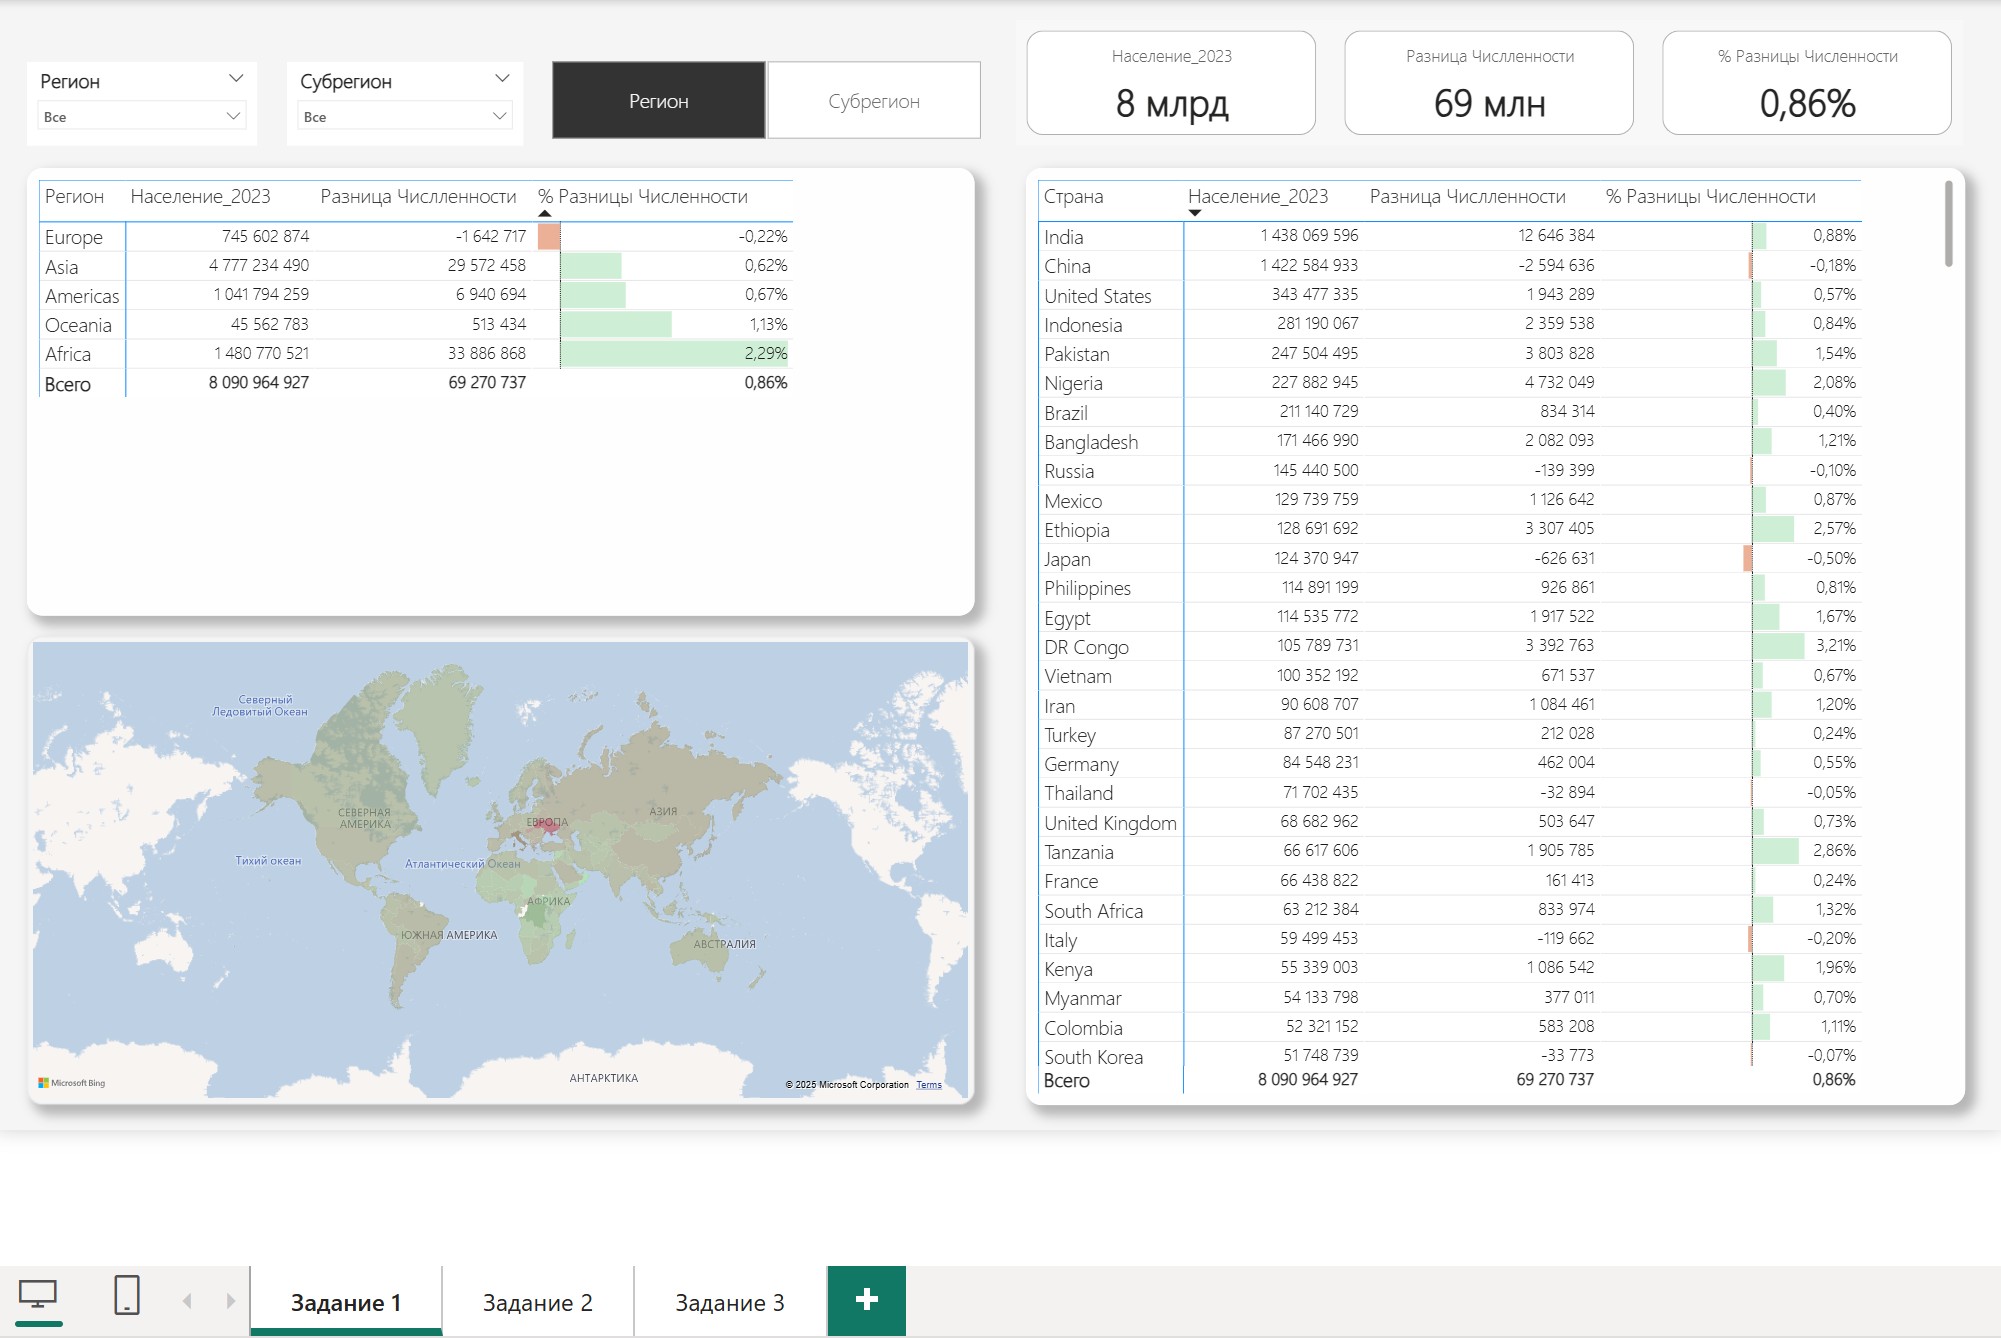 Регион
Все
Субрегион
Все
Регион
Субрегион
Население_2023
8 млрд
Разница Числленности
69 млн
% Разницы Численности
0,86%
Регион Население_2023 Разница Числленности % Разницы Численности
Europe 745 602 874 -1 642 717 -0,22%
Asia 4 777 234 490 29 572 458 0,62%
Americas 1 041 794 259 6 940 694 0,67%
Oceania 45 562 783 513 434 1,13%
Africa 1 480 770 521 33 886 868 2,29%
Всего 8 090 964 927 69 270 737 0,86%
Страна Население_2023 Разница Числленности % Разницы Численности
India 1 438 069 596 12 646 384 0,88%
China 1 422 584 933 -2 594 636 -0,18%
United States 343 477 335 1 943 289 0,57%
Indonesia 281 190 067 2 359 538 0,84%
Pakistan 247 504 495 3 803 828 1,54%
Nigeria 227 882 945 4 732 049 2,08%
Brazil 211 140 729 834 314 0,40%
Bangladesh 171 466 990 2 082 093 1,21%
Russia 145 440 500 -139 399 -0,10%
Mexico 129 739 759 1 126 642 0,87%
Ethiopia 128 691 692 3 307 405 2,57%
Japan 124 370 947 -626 631 -0,50%
Philippines 114 891 199 926 861 0,81%
Egypt 114 535 772 1 917 522 1,67%
DR Congo 105 789 731 3 392 763 3,21%
Vietnam 100 352 192 671 537 0,67%
Iran 90 608 707 1 084 461 1,20%
Turkey 87 270 501 212 028 0,24%
Germany 84 548 231 462 004 0,55%
Thailand 71 702 435 -32 894 -0,05%
United Kingdom 68 682 962 503 647 0,73%
Tanzania 66 617 606 1 905 785 2,86%
France 66 438 822 161 413 0,24%
South Africa 63 212 384 833 974 1,32%
Italy 59 499 453 -119 662 -0,20%
Kenya 55 339 003 1 086 542 1,96%
Myanmar 54 133 798 377 011 0,70%
Colombia 52 321 152 583 208 1,11%
South Korea 51 748 739 -33 773 -0,07%
Всего 8 090 964 927 69 270 737 0,86%
Северный
Ледовитый Океан
СЕВЕРНАЯ
АМЕРИКА
ЕВРОПА
АЗИЯ
Тихий океан
Атлантический Океан
АФРИКА
ЮЖНАЯ АМЕРИКА
АВСТРАЛИЯ
АНТАРКТИКА
Microsoft Bing
© 2025 Microsoft Corporation Terms
Задание 1
Задание 2
Задание 3